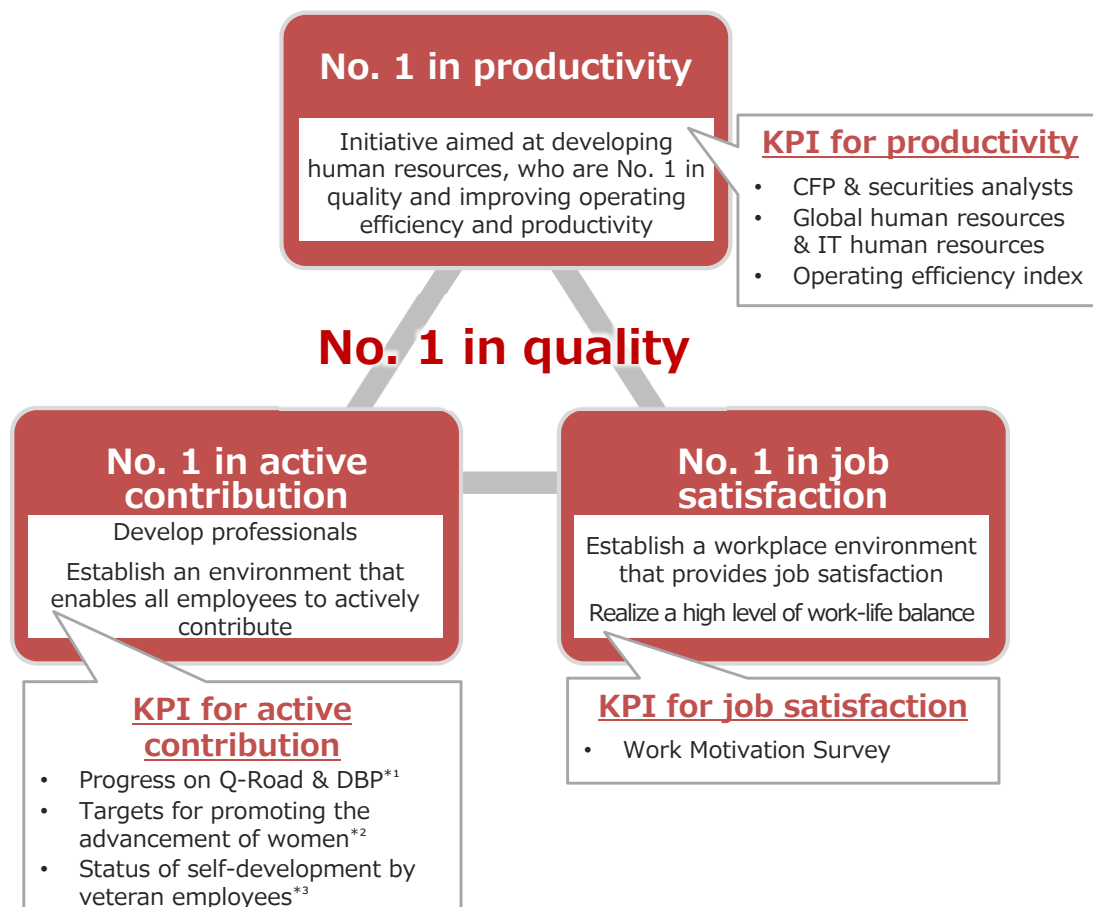 No. 1 in productivity
Initiative aimed at developing
human resources, who are No. 1 in
quality and improving operating
efficiency and productivity
KPI for productivity
• CFP & securities analysts
• Global human resources
& IT human resources
• Operating efficiency index
No. 1 in quality
No. 1 in active
contribution
Develop professionals
Establish an environment that
enables all employees to actively
contribute
No. 1 in job
satisfaction
Establish a workplace environment
that provides job satisfaction
Realize a high level of work-life balance
KPI for active
contribution
• Progress on Q-Road & DBP*1
• Targets for promoting the
advancement of women*2
• Status of self-development by
veteran employees*3
KPI for job satisfaction
• Work Motivation Survey